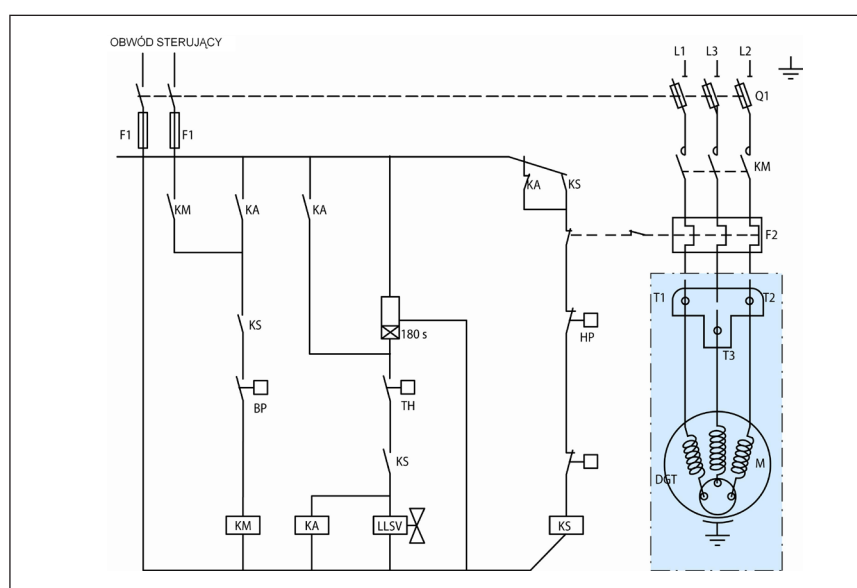 OBWÓD STERUJĄCY
L1 L3 L2
Q1
F1 F1
KM
KA KS
KM KA KA
F2
T1 T2
KS
180 s
HP
T3
BP TH
KS
DGT M
KM KA LLSV KS